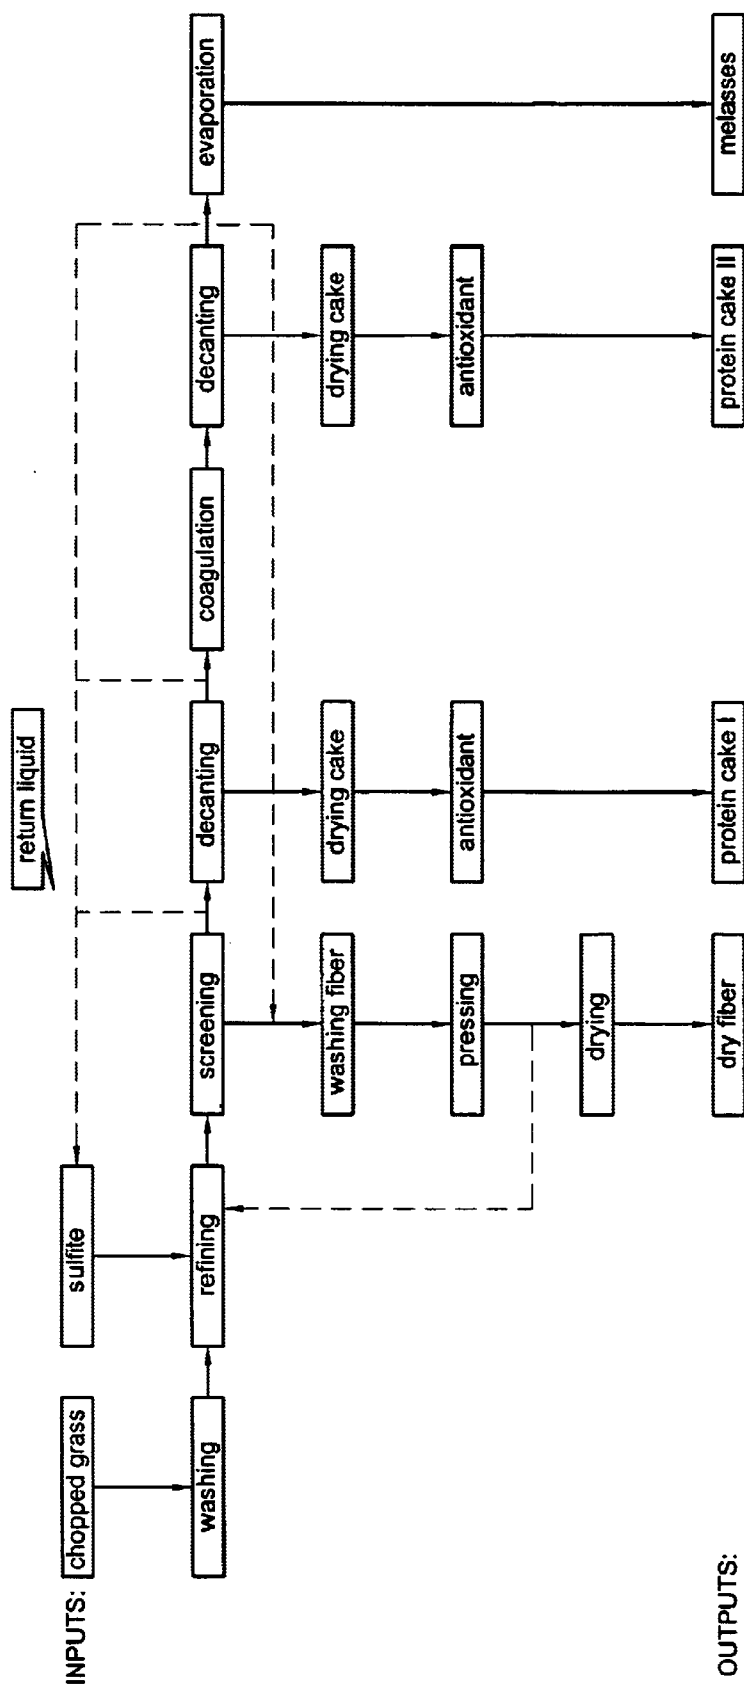 return liquid
INPUTS:
chopped grass
sulfite
washing
refining
screening
decanting
coagulation
decanting
evaporation
washing fiber
drying cake
drying cake
pressing
antioxidant
antioxidant
drying
OUTPUTS:
dry fiber
protein cake I
protein cake II
melasses